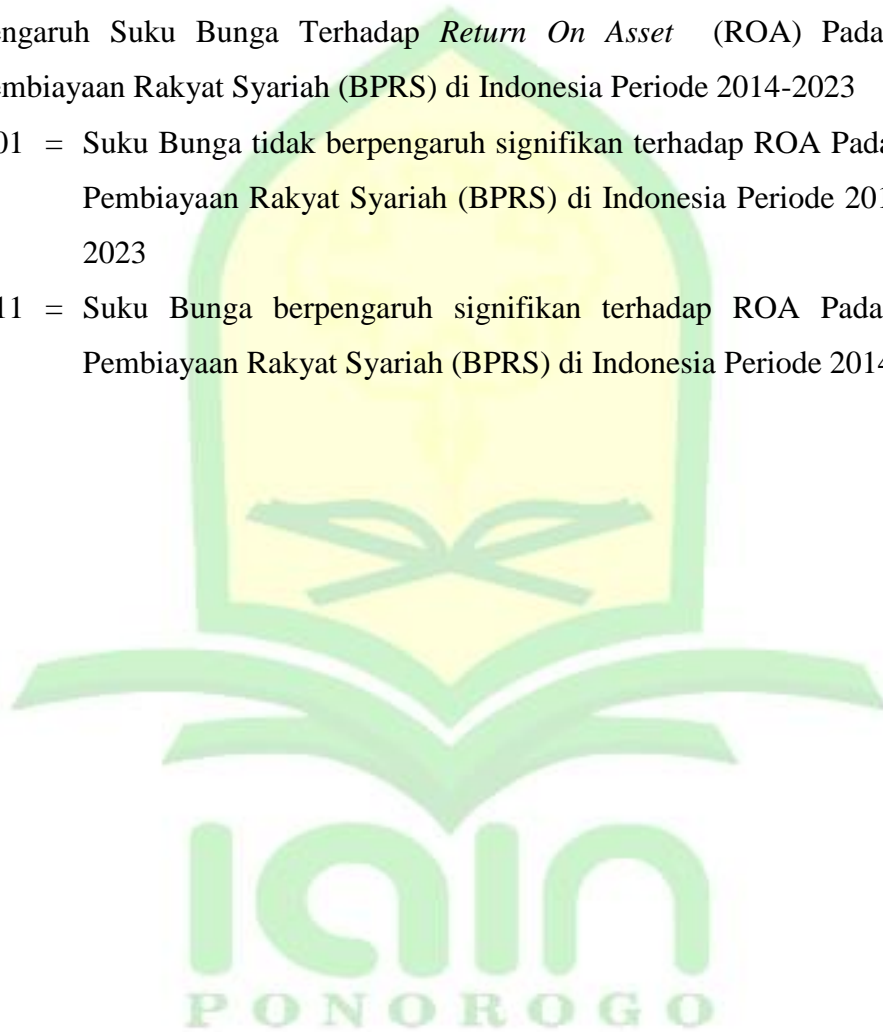 engaruh Suku Bunga Terhadap Return On Asset (ROA) Pada
embiayaan Rakyat Syariah (BPRS) di Indonesia Periode 2014-2023
01 = Suku Bunga tidak berpengaruh signifikan terhadap ROA Pada
Pembiayaan Rakyat Syariah (BPRS) di Indonesia Periode 201
2023
11 = Suku Bunga berpengaruh signifikan terhadap ROA Pada
Pembiayaan Rakyat Syariah (BPRS) di Indonesia Periode 2014
iain
PONOROGO